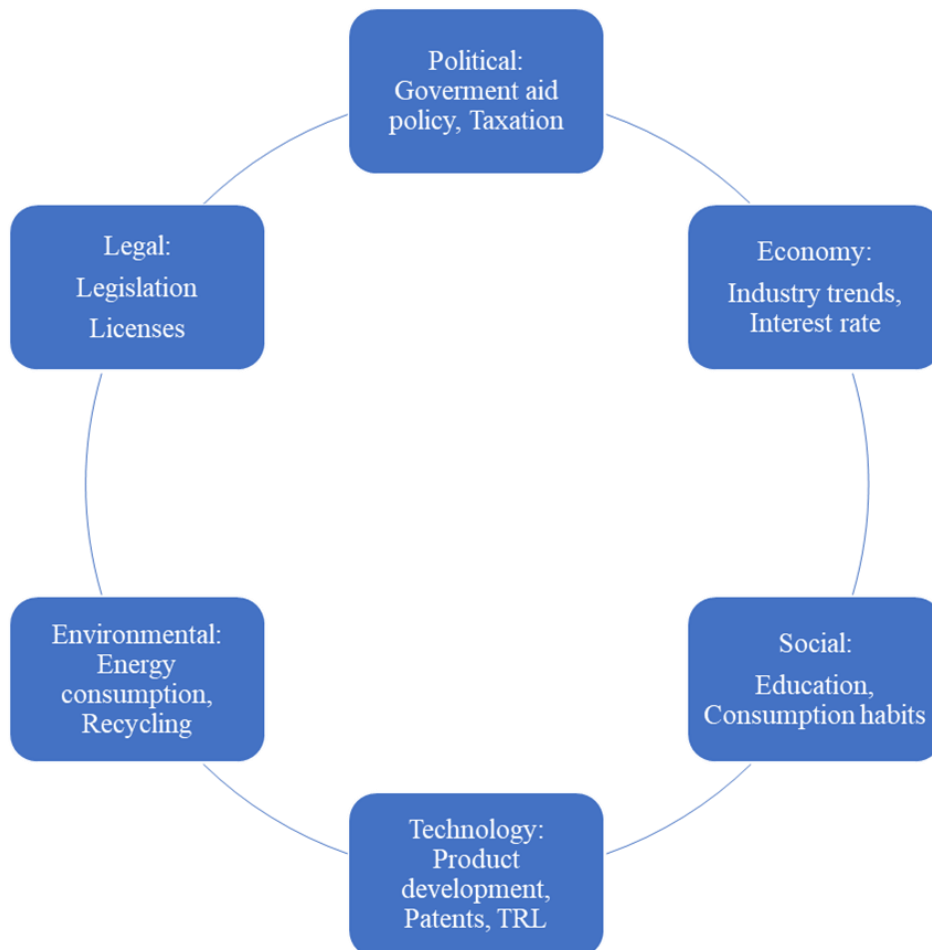 Political:
Goverment aid
policy, Taxation
Economy:
Industry trends,
Interest rate
Social:
Education,
Consumption habits
Technology:
Product
development,
Patents, TRL
Environmental:
Energy
consumption,
Recycling
Legal:
Legislation
Licenses